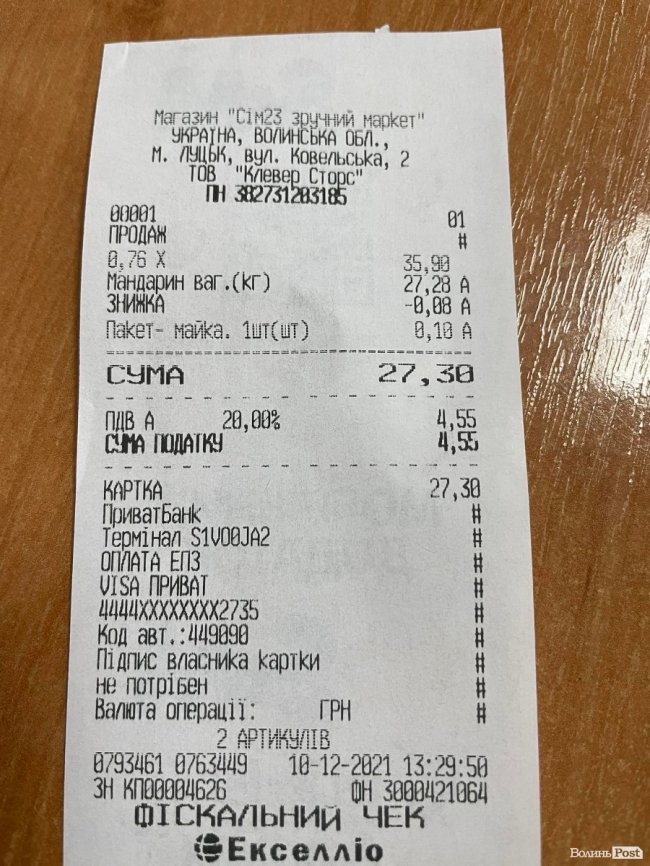 Магазин "Сім23 зручний маркет"
УКРАЇНА, ВОЛИНСЬКА ОБЛ.,
М. ЛУЦЬК, вул. Ковельська, 2
ТОВ "Клевер Сторс"
ПН 382731203185
00001 01
ПРОДАЖ #
0,76 X 35,90
Мандарин ваг.(кг) 27,28 А
ЗНИЖКА -0,08 А
Пакет- майка. 1шт(шт) 0,10 А
СУМА 27,30
ПДВ А 20,00% 4,55
СУМА ПОДАТКУ 4,55
КАРТКА 27,30
ПриватБанк #
Термінал S1V00JA2 #
ОПЛАТА ЕПЗ #
VISA ПРИВАТ #
4444XXXXXXXX2735 #
Код авт.:449090 #
Підпис власника картки #
не потрібен #
Валюта операції: ГРН #
2 АРТИКУЛІВ
0793461 0763449 10-12-2021 13:29:50
ЗН КП00004626 ФН 3000421064
ФІСКАЛЬНИЙ ЧЕК
Екселліо
ВолиньPost